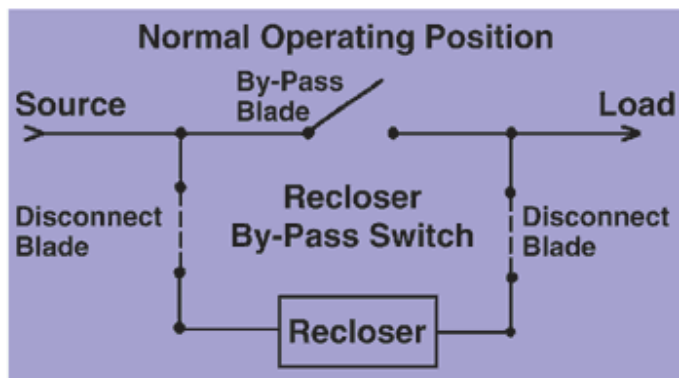 Normal Operating Position
By-Pass
Blade
Source
Load
Disconnect
Blade
Recloser
By-Pass Switch
Disconnect
Blade
Recloser